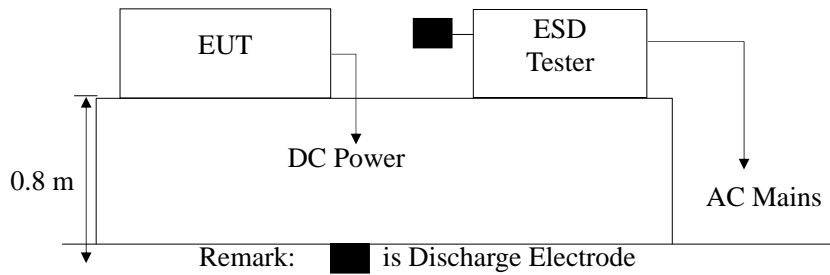 EUT
ESD
Tester
DC Power
0.8 m
AC Mains
Remark: is Discharge Electrode